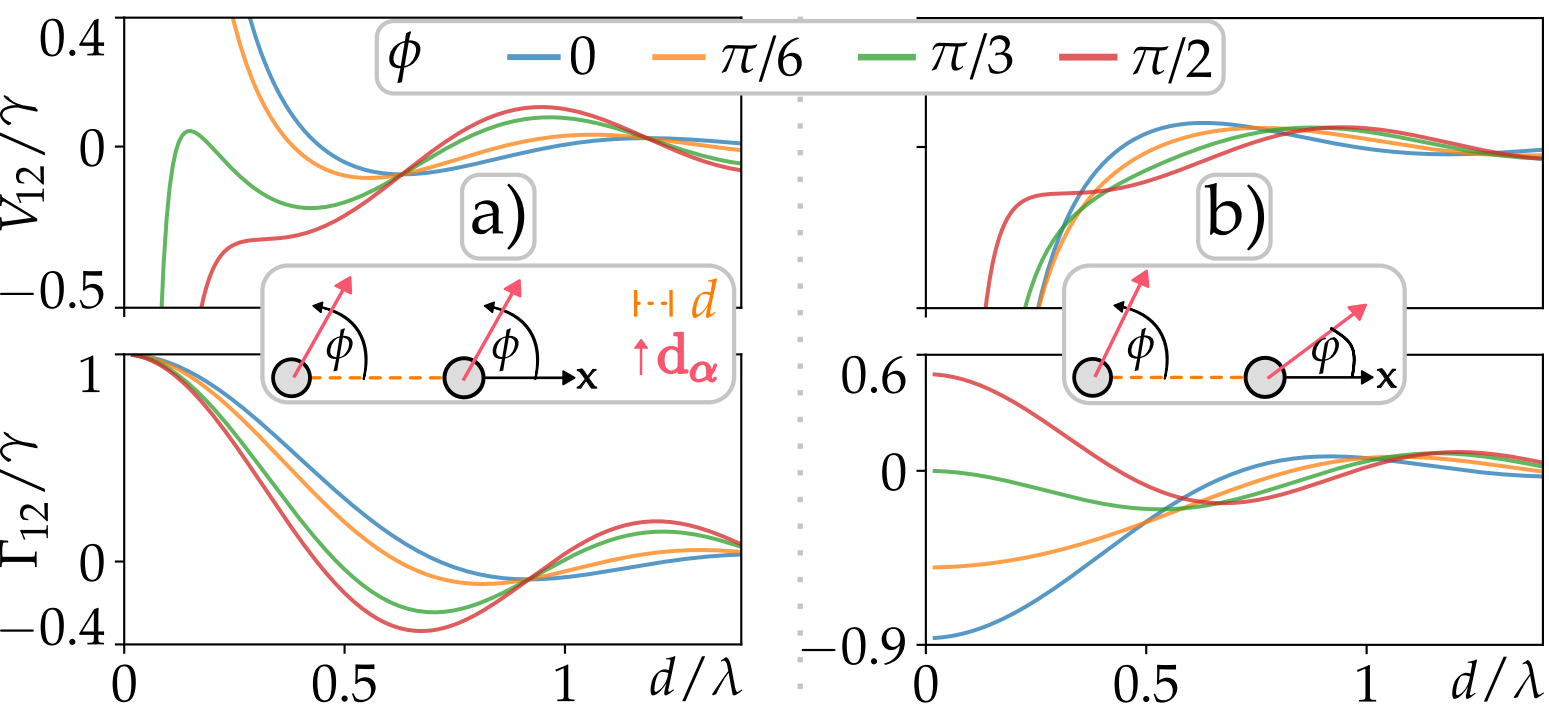 ϕ 0 π/6 π/3 π/2
0.4
0
−0.5
V12/γ
a)
b)
ϕ ϕ x
d
dα
ϕ φ x
1
0
−0.4
Γ12/γ
0 0.5 1 d/λ
0.6
0
−0.9
0 0.5 1 d/λ